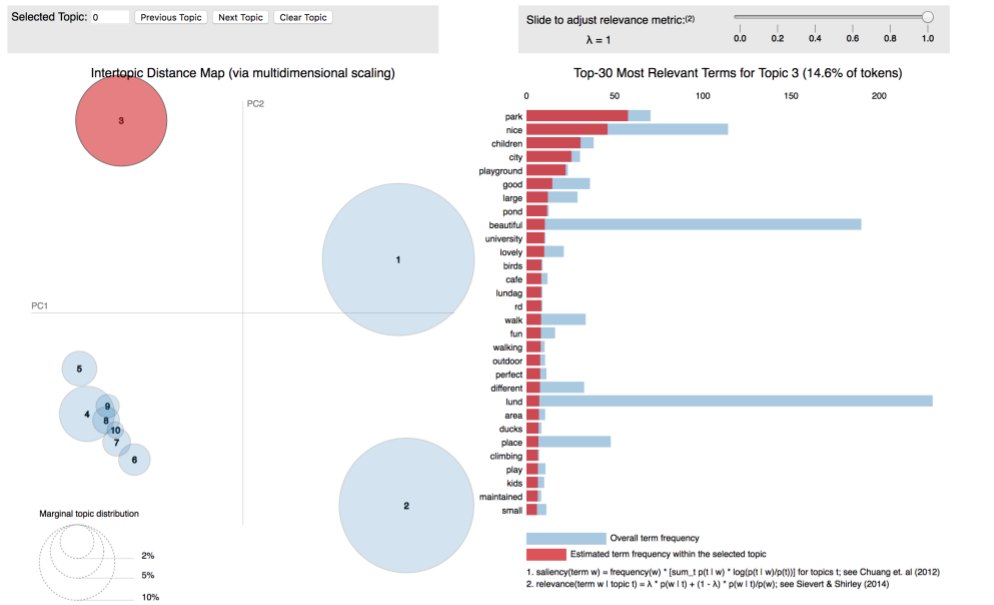 Selected Topic: 0 Previous Topic Next Topic Clear Topic
Slide to adjust relevance metric:(2)
λ = 1
0.0 0.2 0.4 0.6 0.8 1.0
Intertopic Distance Map (via multidimensional scaling)
PC2
PC1
3
1
5
4
9
8
10
7
6
2
Marginal topic distribution
2%
5%
10%
Top-30 Most Relevant Terms for Topic 3 (14.6% of tokens)
0 50 100 150 200
park
nice
children
city
playground
good
large
pond
beautiful
university
lovely
birds
cafe
lundag
rd
walk
fun
walking
outdoor
perfect
different
lund
area
ducks
place
climbing
play
kids
maintained
small
Overall term frequency
Estimated term frequency within the selected topic
1. saliency(term w) = frequency(w) * [sum_t p(t | w) * log(p(t | w)/p(t))] for topics t; see Chuang et. al (2012)
2. relevance(term w | topic t) = λ * p(w | t) + (1 - λ) * p(w | t)/p(w); see Sievert & Shirley (2014)